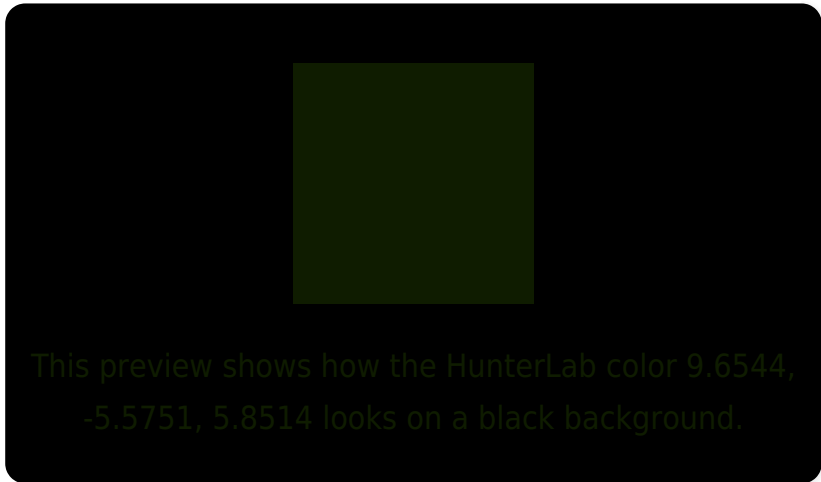 This preview shows how the HunterLab color 9.6544,
-5.5751, 5.8514 looks on a black background.